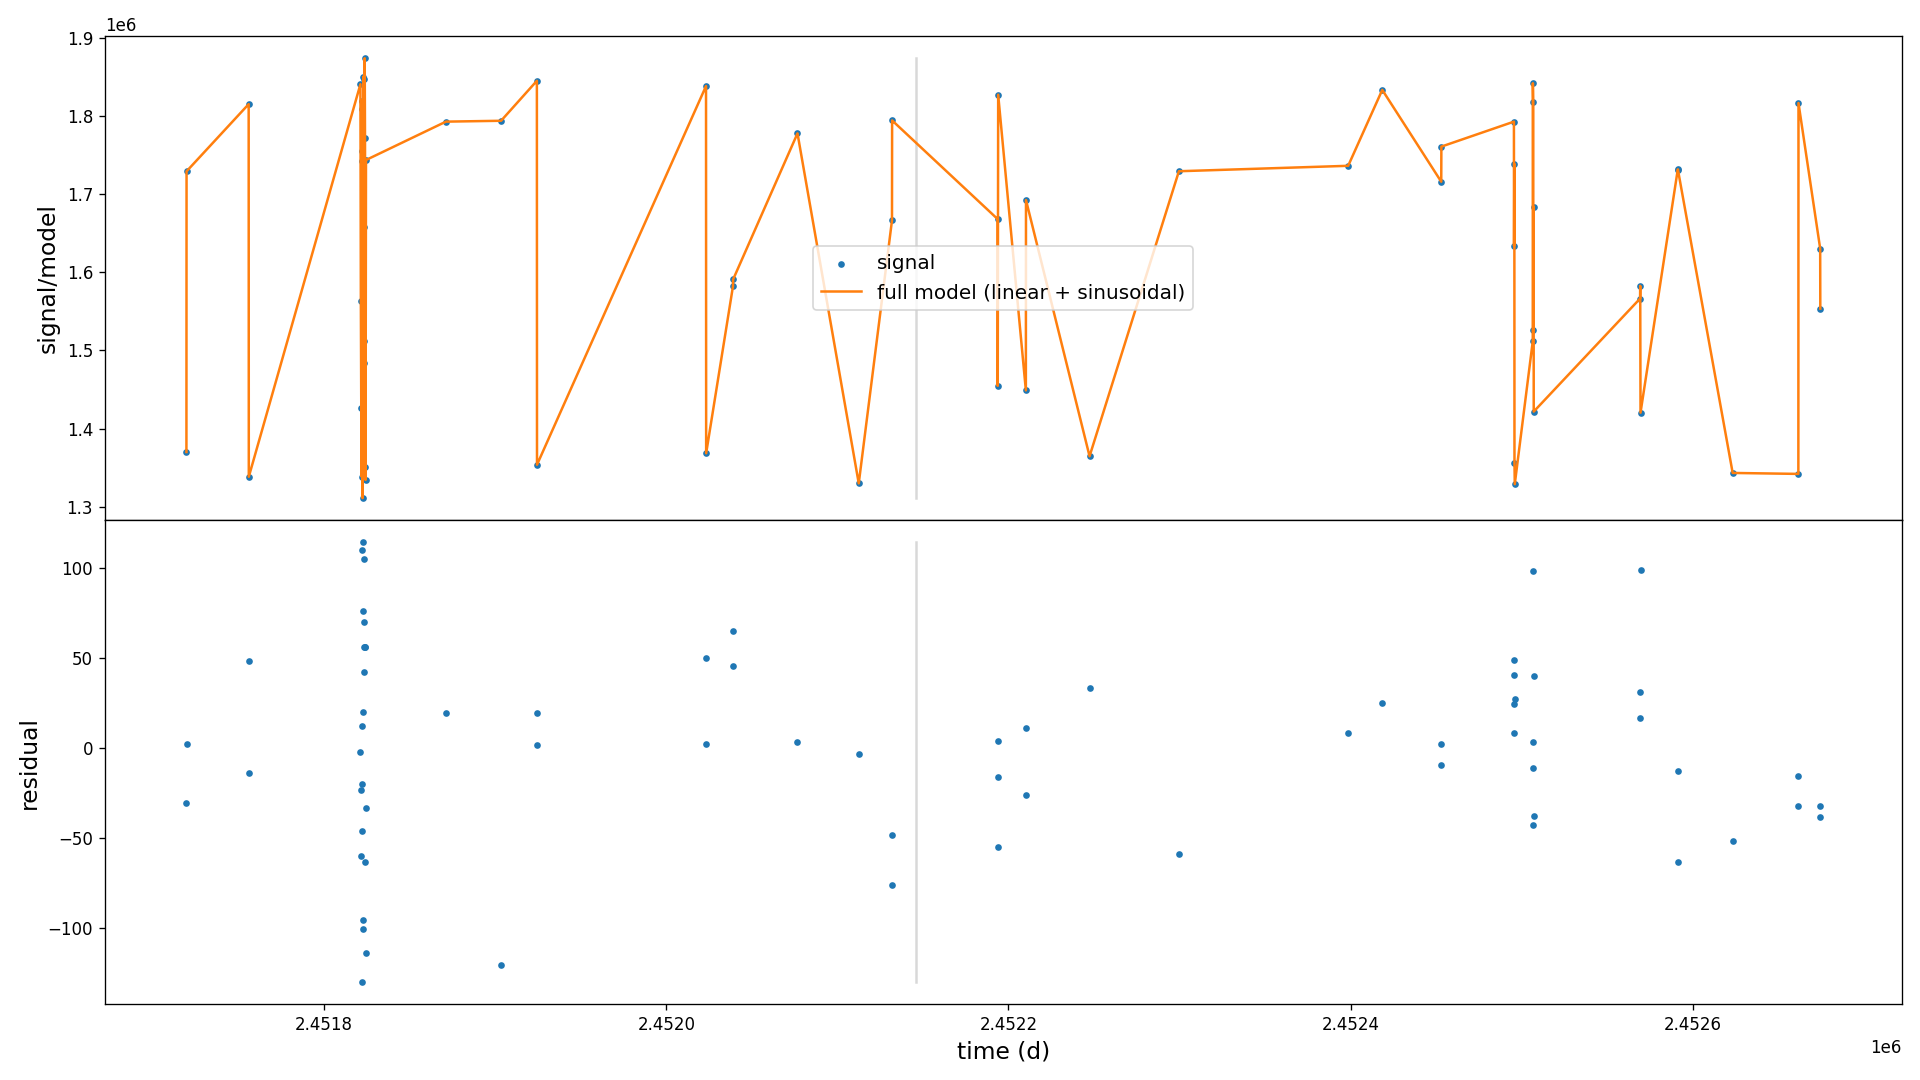 1e6
1.9
1.8
1.7
1.6
1.5
1.4
1.3
signal/model
signal
full model (linear + sinusoidal)
100
50
0
−50
−100
residual
2.4518
2.4520
2.4522
2.4524
2.4526
1e6
time (d)